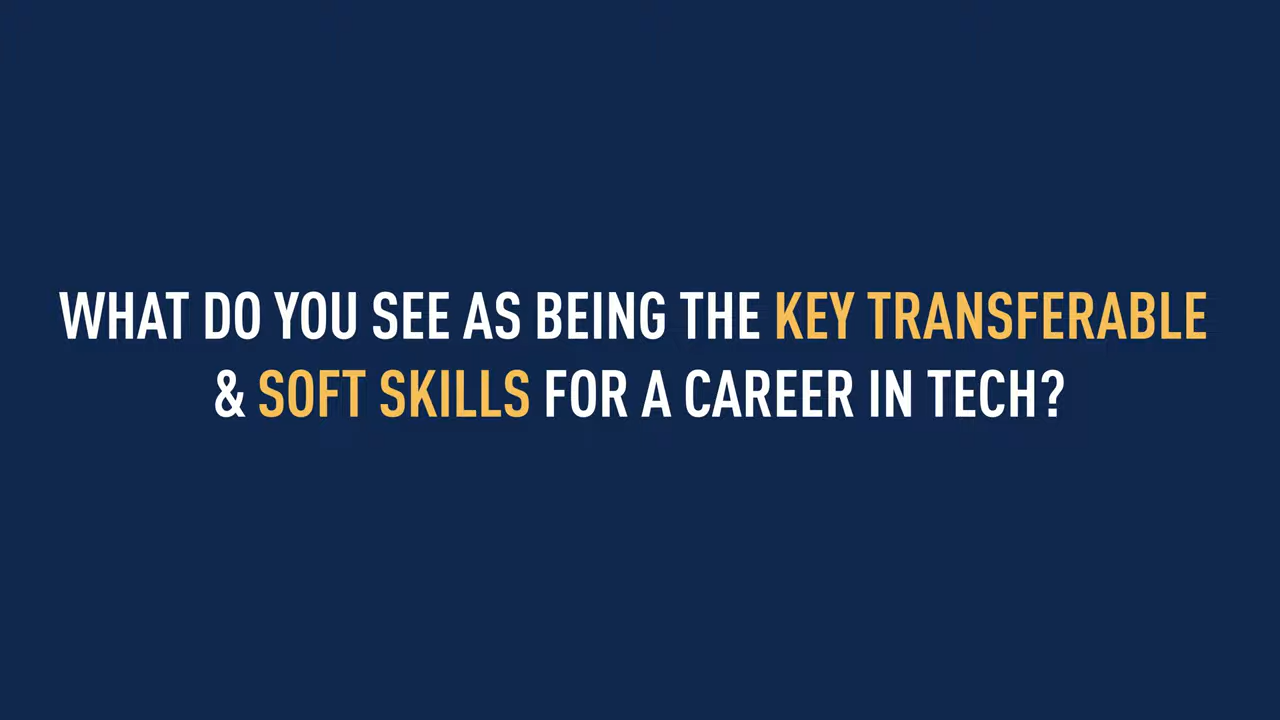 WHAT DO YOU SEE AS BEING THE KEY TRANSFERABLE
& SOFT SKILLS FOR A CAREER IN TECH?